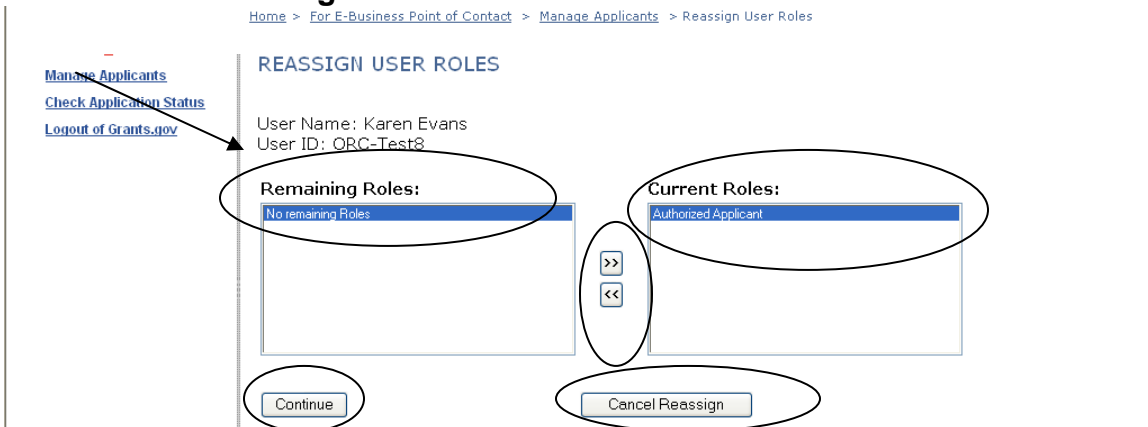 Home > For E-Business Point of Contact > Manage Applicants > Reassign User Roles
Manage Applicants
Check Application Status
Logout of Grants.gov
REASSIGN USER ROLES
User Name: Karen Evans
User ID: ORC-Test8
Remaining Roles:
No remaining Roles
>>
<<
Current Roles:
Authorized Applicant
Continue
Cancel Reassign